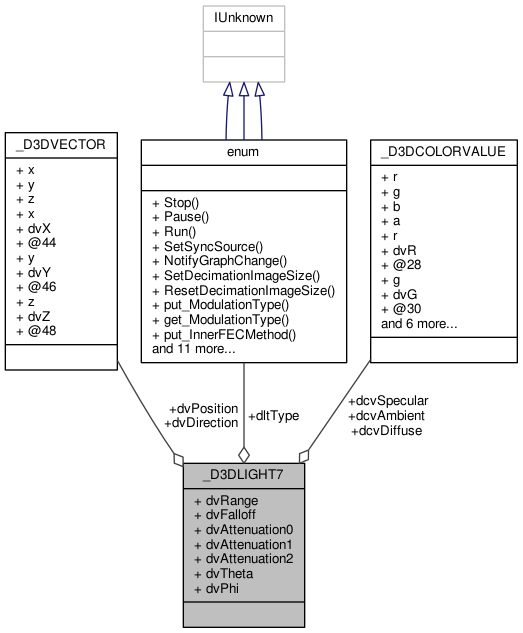 IUnknown
_D3DVECTOR
+ x
+ y
+ z
+ x
+ dvX
+ @44
+ y
+ dvY
+ @46
+ z
+ dvZ
+ @48
enum
+ Stop()
+ Pause()
+ Run()
+ SetSyncSource()
+ NotifyGraphChange()
+ SetDecimationImageSize()
+ ResetDecimationImageSize()
+ put_ModulationType()
+ get_ModulationType()
+ put_InnerFECMethod()
and 11 more...
_D3DCOLORVALUE
+ r
+ g
+ b
+ a
+ r
+ dvR
+ @28
+ g
+ dvG
+ @30
and 6 more...
+dvPosition
+dvDirection
+dltType
+dcvSpecular
+dcvAmbient
+dcvDiffuse
_D3DLIGHT7
+ dvRange
+ dvFalloff
+ dvAttenuation0
+ dvAttenuation1
+ dvAttenuation2
+ dvTheta
+ dvPhi